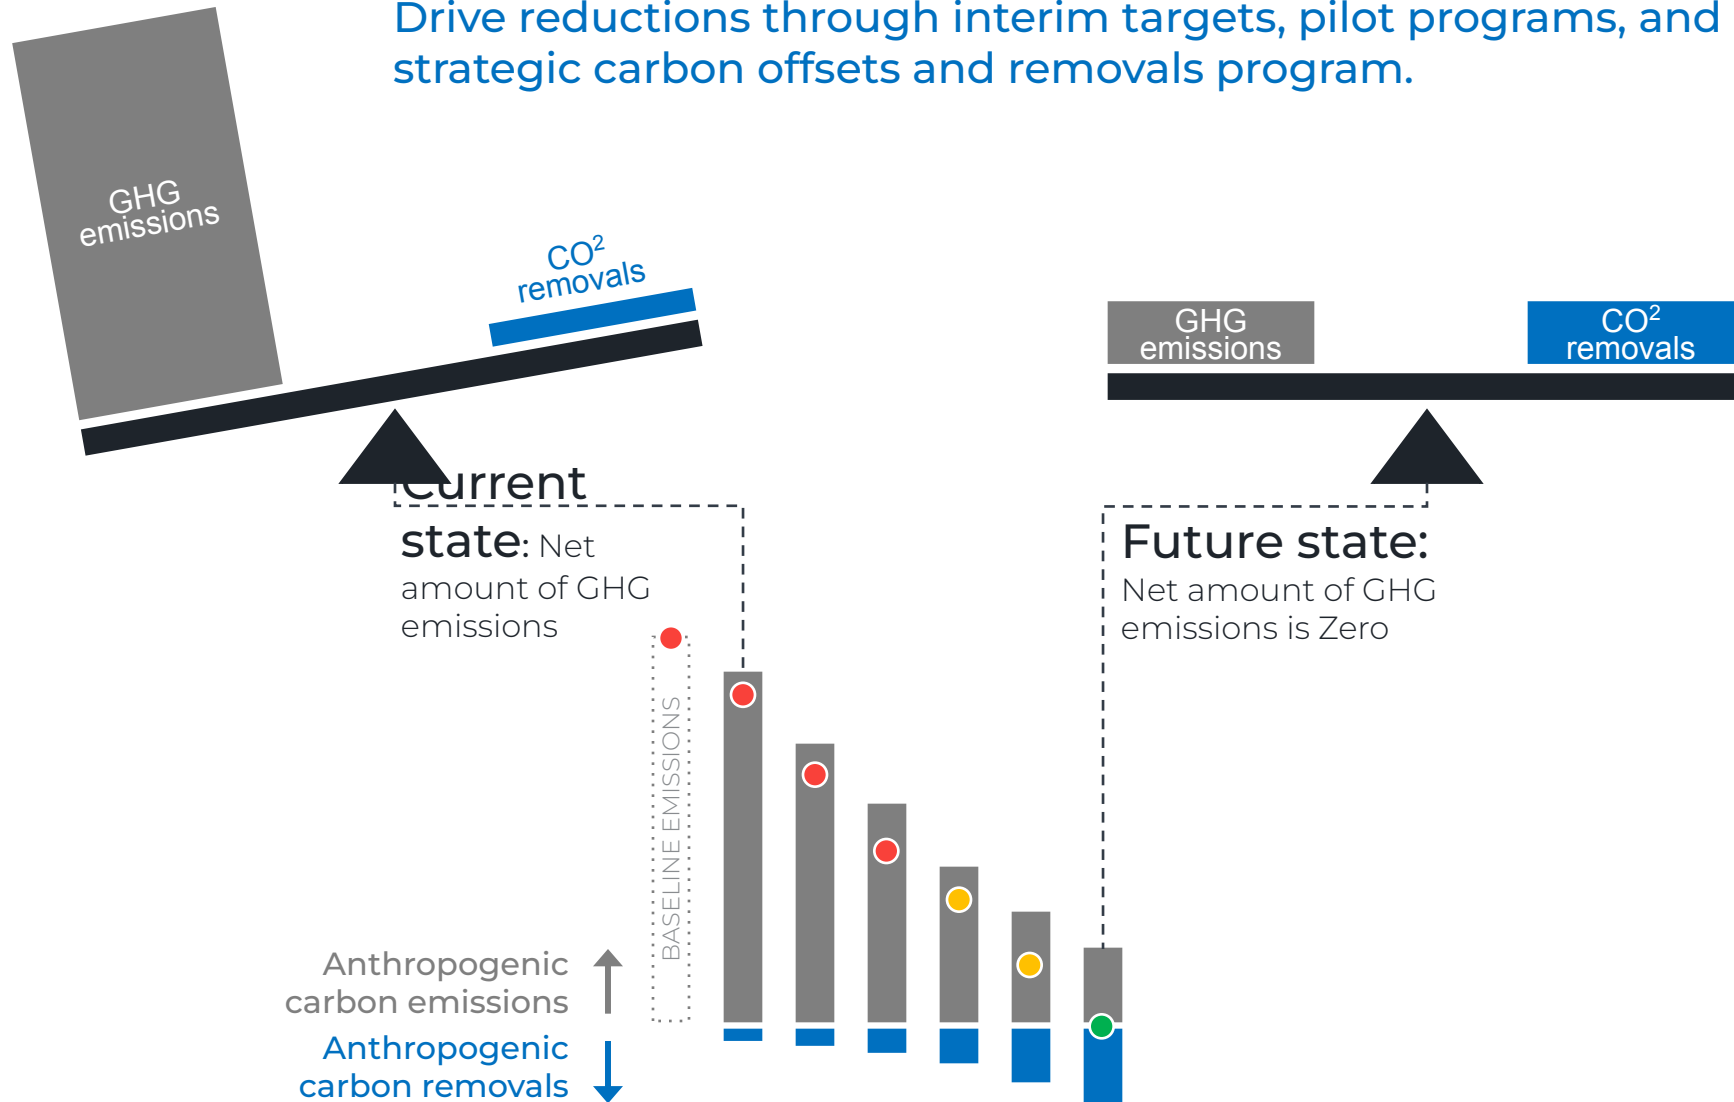 Drive reductions through interim targets, pilot programs, and
strategic carbon offsets and removals program.
GHG
emissions
CO²
removals
GHG
emissions
CO²
removals
Current
state: Net
amount of GHG
emissions
Future state:
Net amount of GHG
emissions is Zero
BASELINE EMISSIONS
Anthropogenic
carbon emissions
Anthropogenic
carbon removals